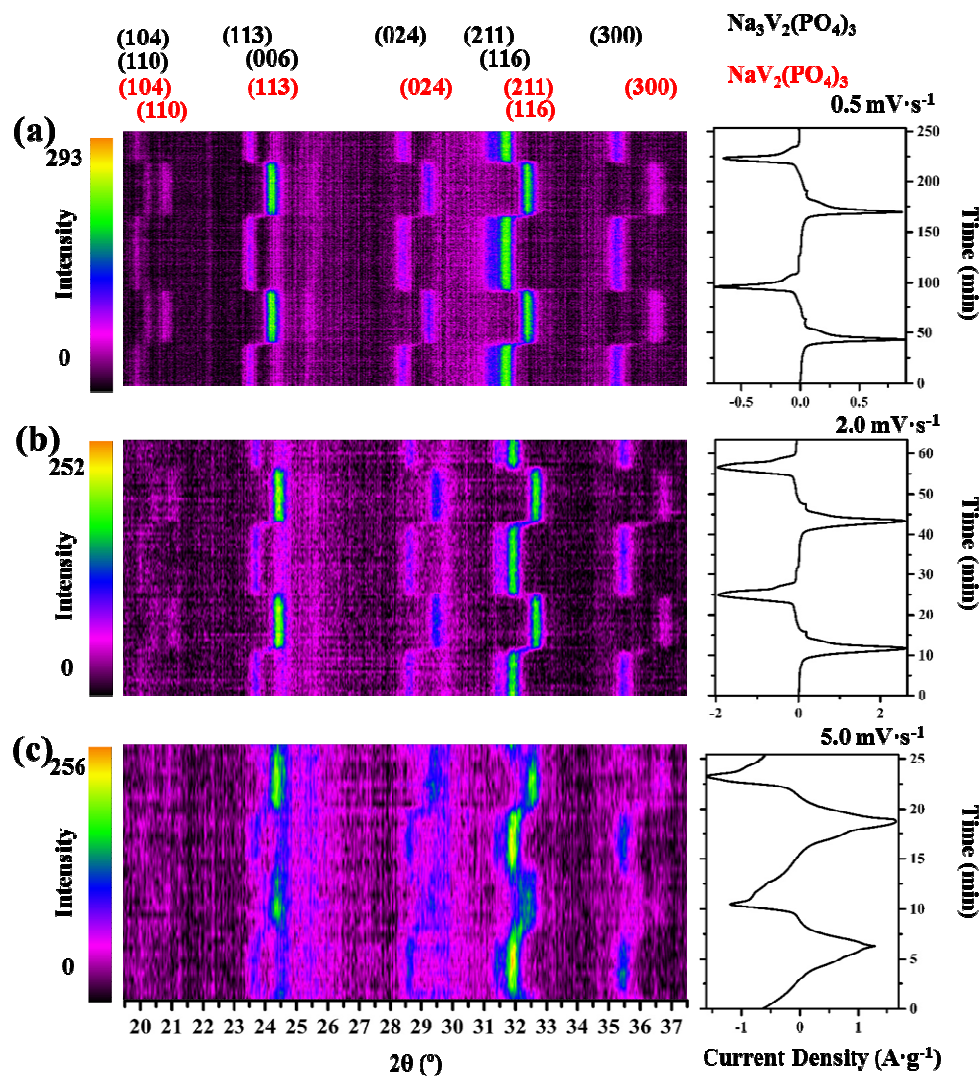 (104) (113) (024) (211) (300) Na₃V₂(PO₄)₃
(110) (006) (116)
(104) (113) (024) (211) (300) NaV₂(PO₄)₃
(110) (116)
0.5 mV·s⁻¹
(a)
293
Intensity
0
250
200
150
100
50
0
Time (min)
-0.5 0.0 0.5
2.0 mV·s⁻¹
(b)
252
Intensity
0
60
50
40
30
20
10
0
Time (min)
-2 -1 0 1 2
5.0 mV·s⁻¹
(c)
256
Intensity
0
25
20
15
10
5
0
Time (min)
20 21 22 23 24 25 26 27 28 29 30 31 32 33 34 35 36 37
-1 0 1
2θ (º)
Current Density (A·g⁻¹)